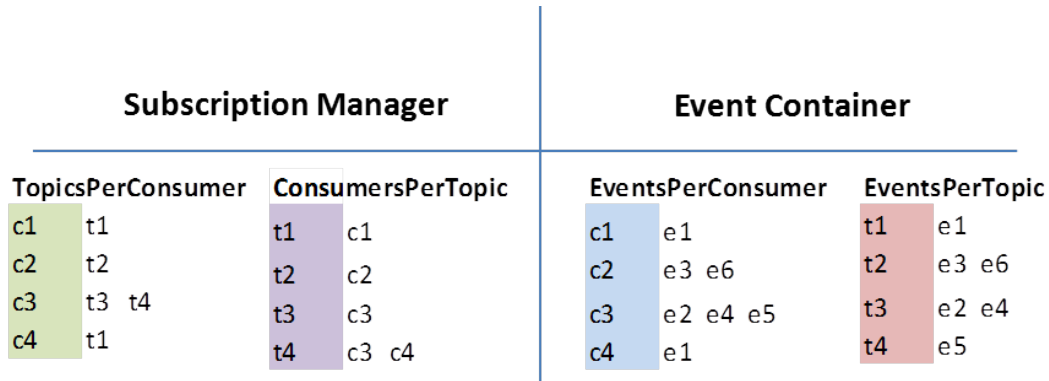 Subscription Manager
Event Container
TopicsPerConsumer
c1 t1
c2 t2
c3 t3 t4
c4 t1
ConsumersPerTopic
t1 c1
t2 c2
t3 c3
t4 c3 c4
EventsPerConsumer
c1 e1
c2 e3 e6
c3 e2 e4 e5
c4 e1
EventsPerTopic
t1 e1
t2 e3 e6
t3 e2 e4
t4 e5